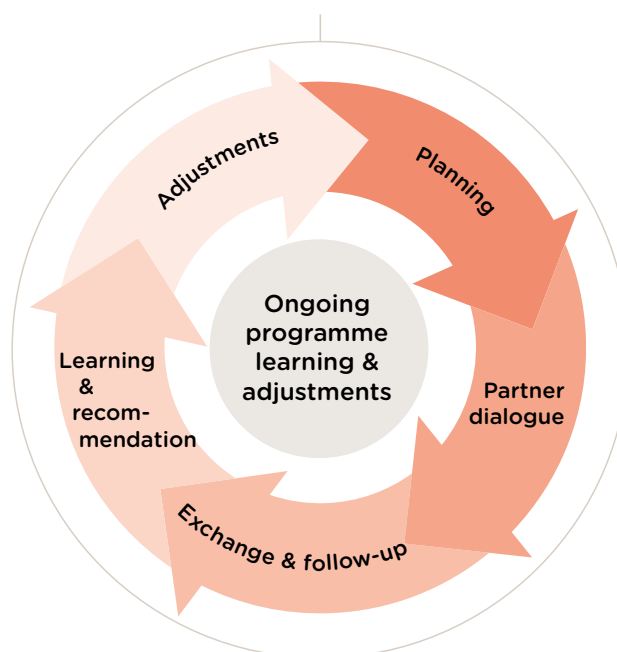 Adjustments
Planning
Ongoing
programme
learning &
adjustments
Partner
dialogue
Exchange & follow-up
Learning
&
recom-
mendation